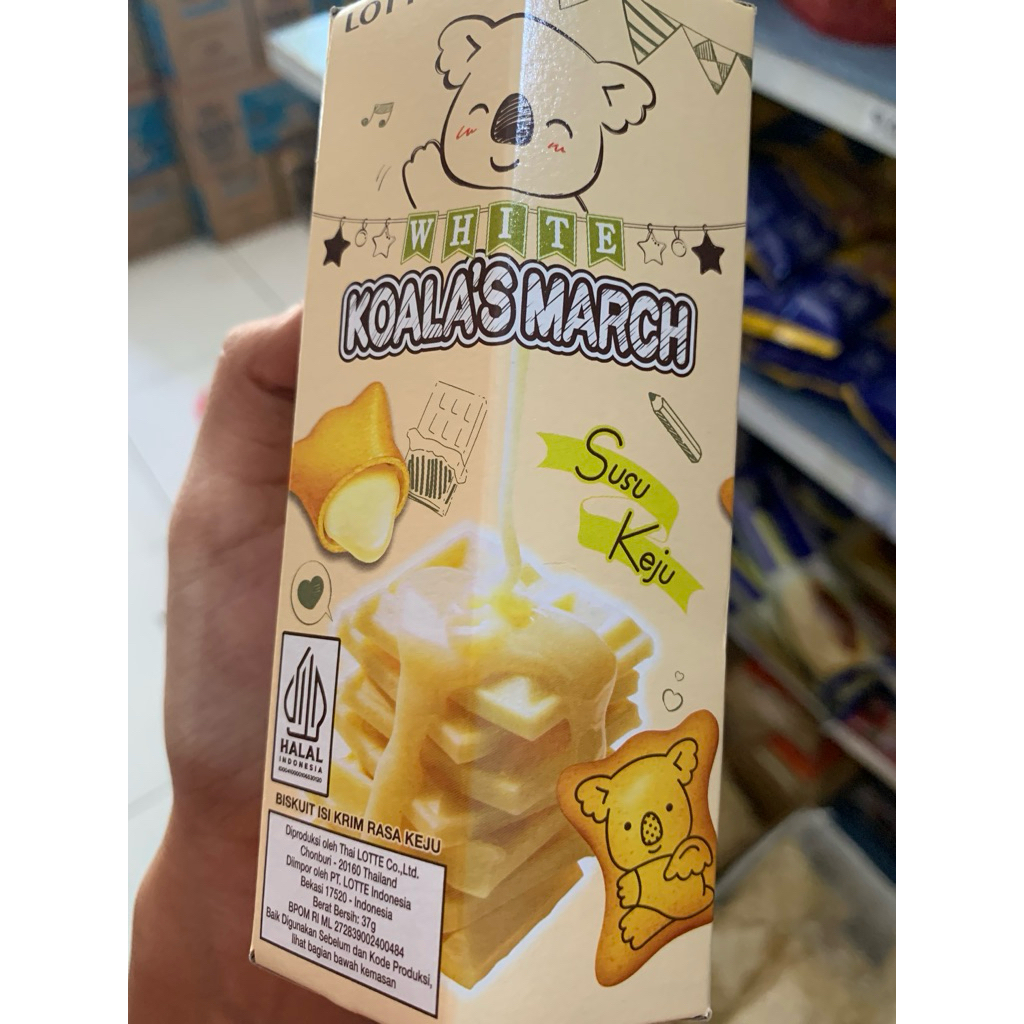 LOTT
WHITE
KOALA'S MARCH
Susu
Keju
HALAL
INDONESIA
BISKUIT ISI KRIM RASA KEJU
Diproduksi oleh Thai LOTTE Co.,Ltd.
Chonburi - 20160 Thailand
Diimpor oleh PT. LOTTE Indonesia
Bekasi 17520 - Indonesia
Berat Bersih: 37g
BPOM RI ML 272839002400484
Baik Digunakan Sebelum dan Kode Produksi,
lihat bagian bawah kemasan